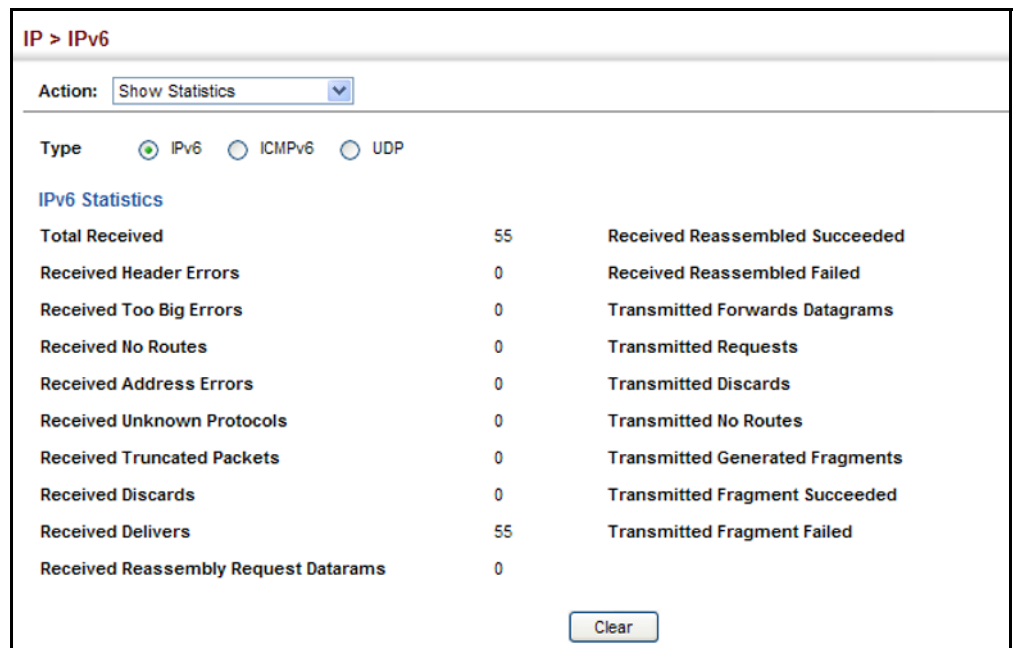 IP > IPv6
Action: Show Statistics
Type IPv6 ICMPv6 UDP
IPv6 Statistics
Total Received 55 Received Reassembled Succeeded
Received Header Errors 0 Received Reassembled Failed
Received Too Big Errors 0 Transmitted Forwards Datagrams
Received No Routes 0 Transmitted Requests
Received Address Errors 0 Transmitted Discards
Received Unknown Protocols 0 Transmitted No Routes
Received Truncated Packets 0 Transmitted Generated Fragments
Received Discards 0 Transmitted Fragment Succeeded
Received Delivers 55 Transmitted Fragment Failed
Received Reassembly Request Datarams 0
Clear